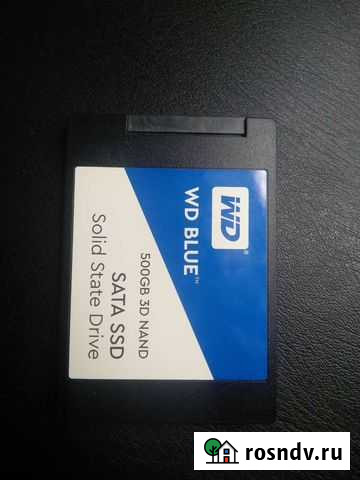 WD®
WD BLUE™
500GB 3D NAND
SATA SSD
Solid State Drive
rosndv.ru